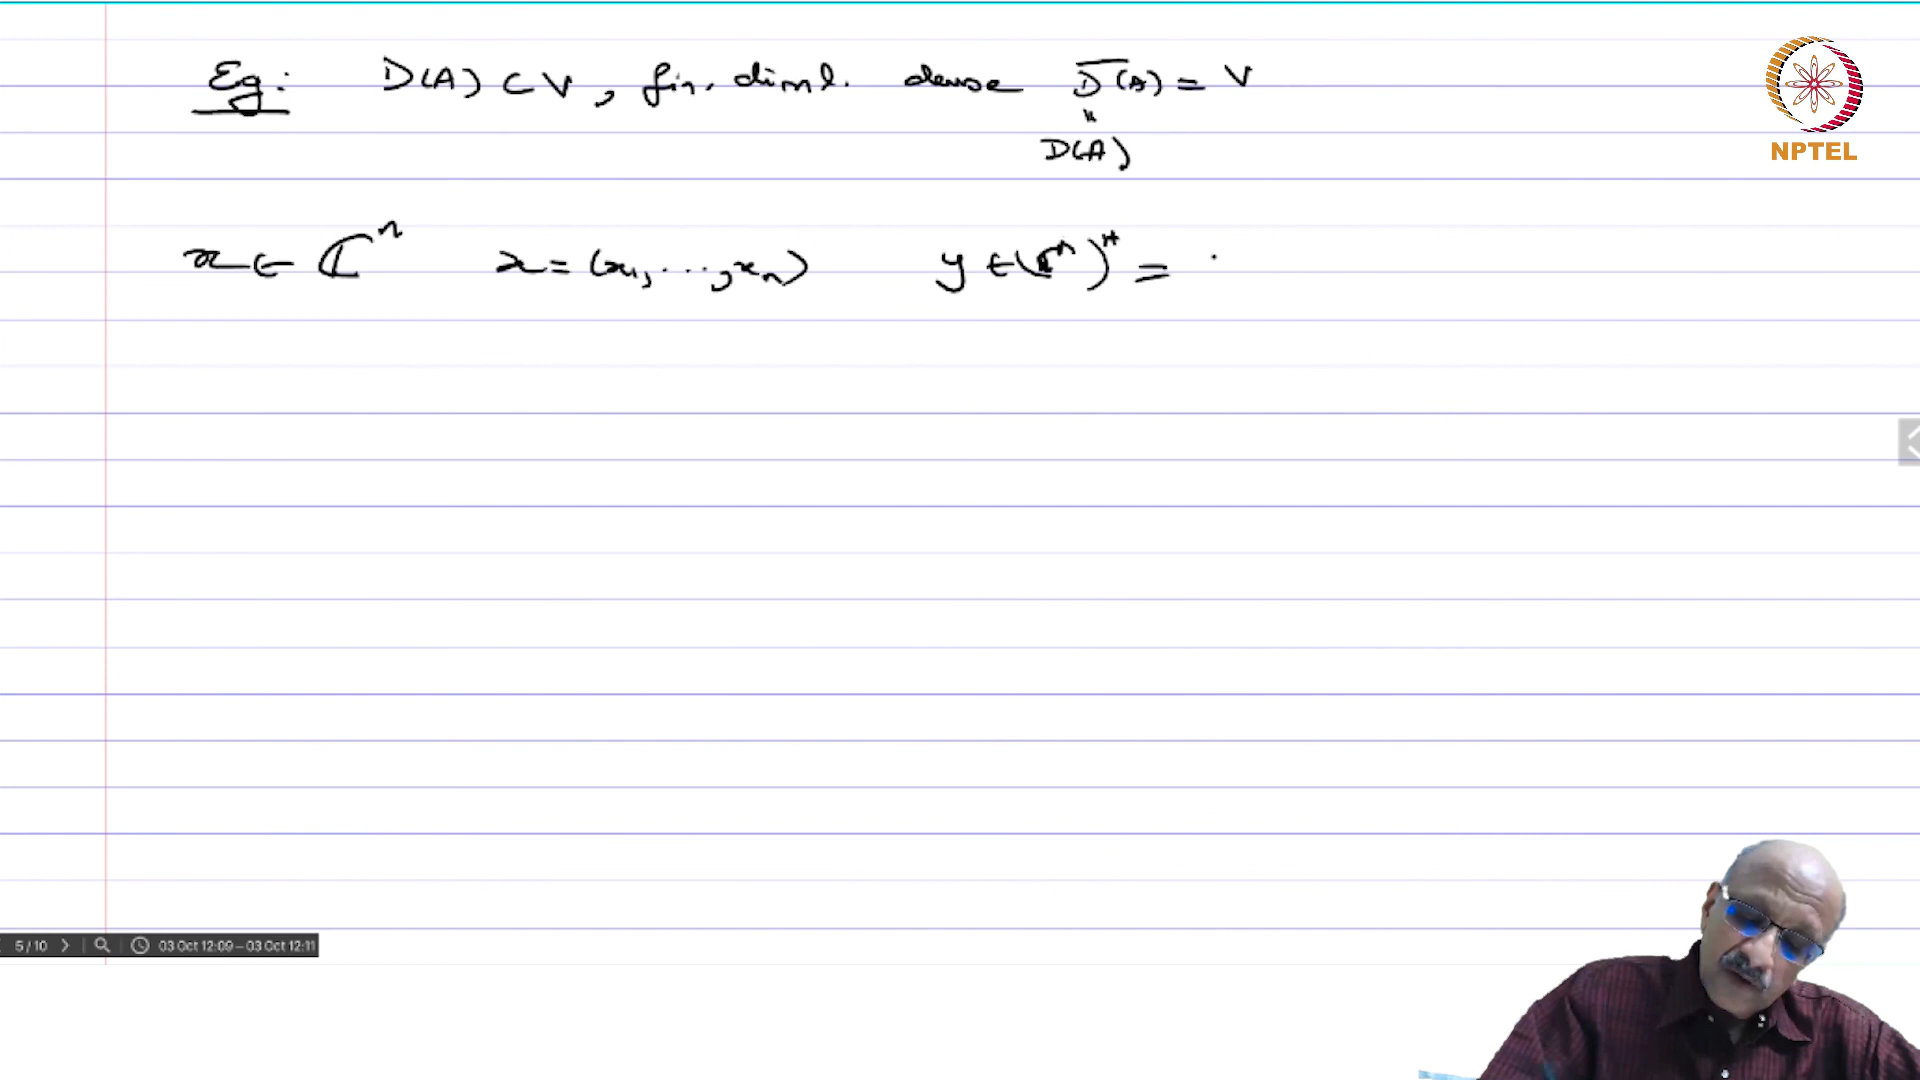 Eg: D(A) ⊂ V, fin. diml. dense D̅(A) = V
"
D(A)
x ∈ ℂⁿ x = (x₁, ..., xₙ) y ∈ (ℂⁿ)* =
NPTEL
5 / 10 03 Oct 12:09 – 03 Oct 12:11